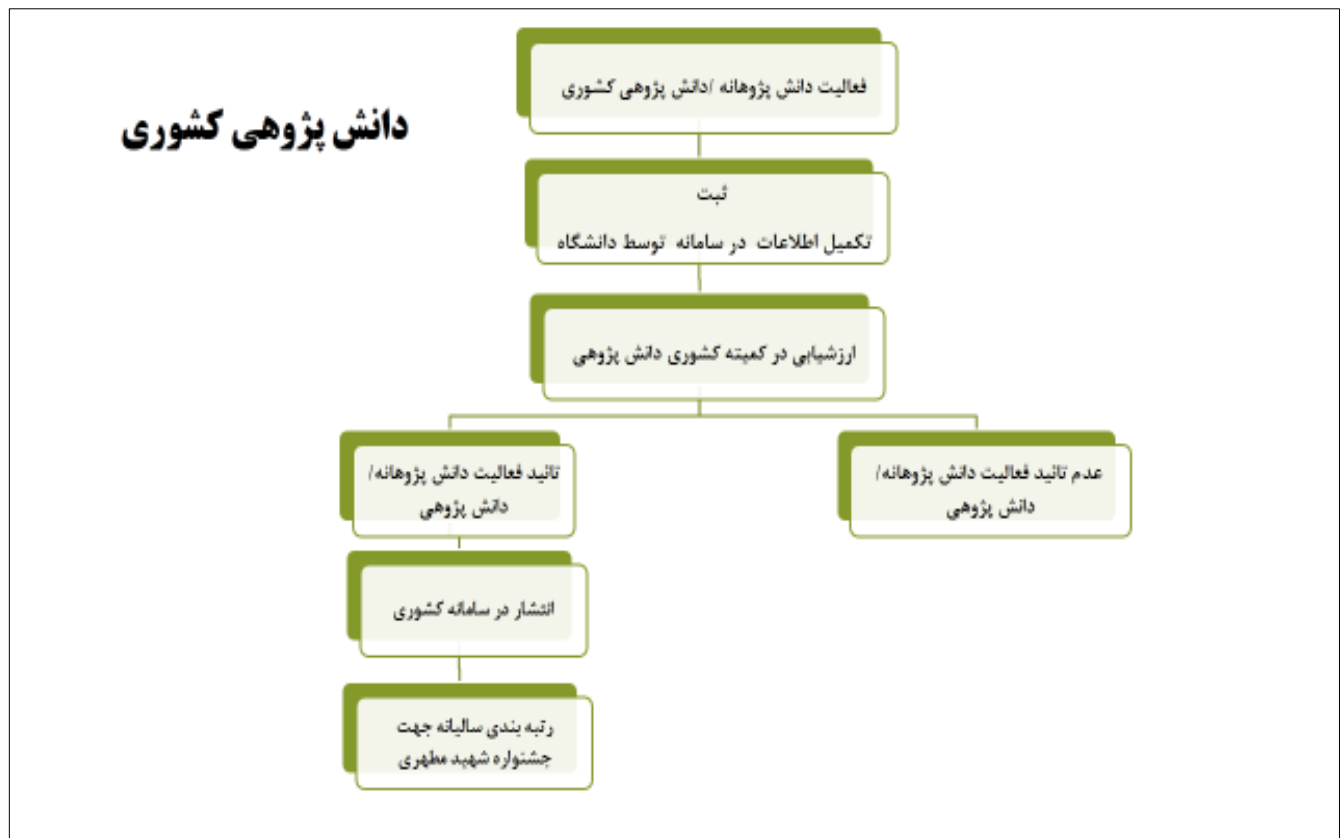 دانش پژوهی کشوری
فعالیت دانش پژوهانه /دانش پژوهی کشوری
ثبت
تکمیل اطلاعات در سامانه توسط دانشگاه
ارزشیابی در کمیته کشوری دانش پژوهی
عدم تائید فعالیت دانش پژوهانه/
دانش پژوهی
تائید فعالیت دانش پژوهانه/
دانش پژوهی
انتشار در سامانه کشوری
رتبه بندی سالیانه جهت
جشنواره شهید مطهری